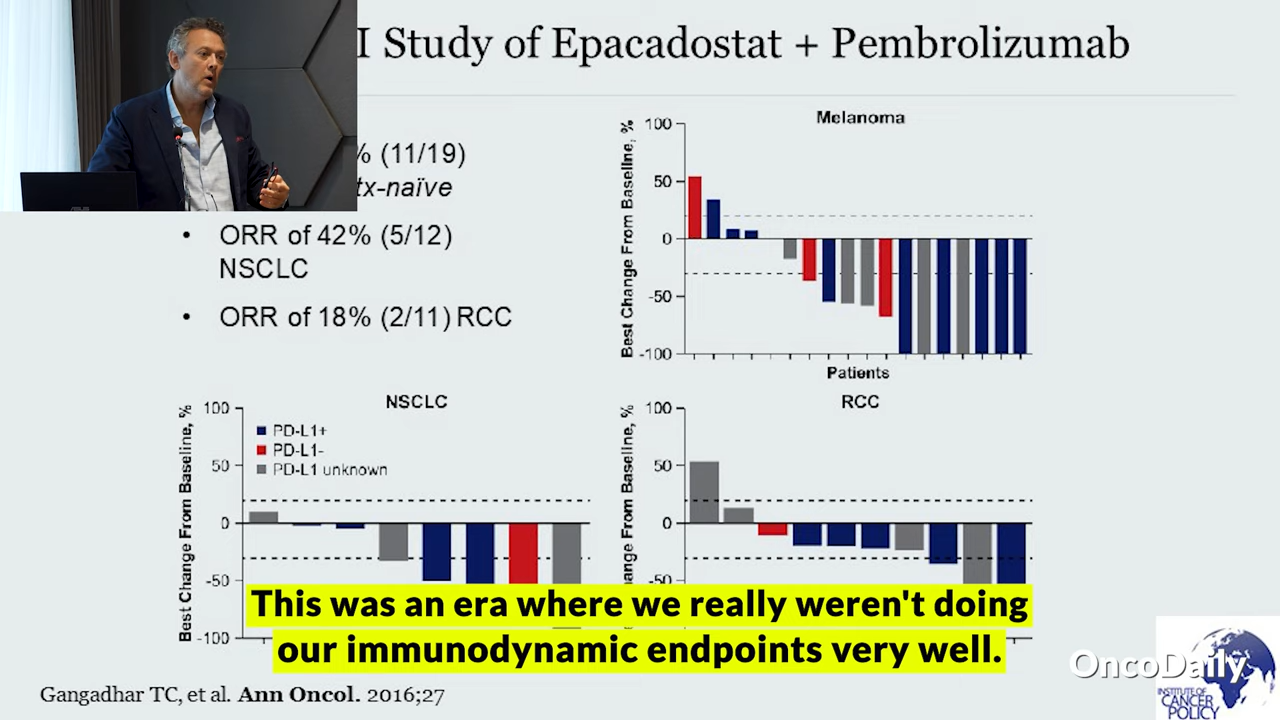 I Study of Epacadostat + Pembrolizumab
% (11/19)
tx-naïve
• ORR of 42% (5/12)
NSCLC
• ORR of 18% (2/11) RCC
Melanoma
Best Change From Baseline, %
100
50
0
-50
-100
Patients
NSCLC
Best Change From Baseline, %
100
50
0
-50
-100
PD-L1+
PD-L1-
PD-L1 unknown
RCC
ange From Baseline, %
100
50
0
-50
This was an era where we really weren't doing
our immunodynamic endpoints very well.
Gangadhar TC, et al. Ann Oncol. 2016;27
OncoDaily
INSTITUTE OF
CANCER
POLICY